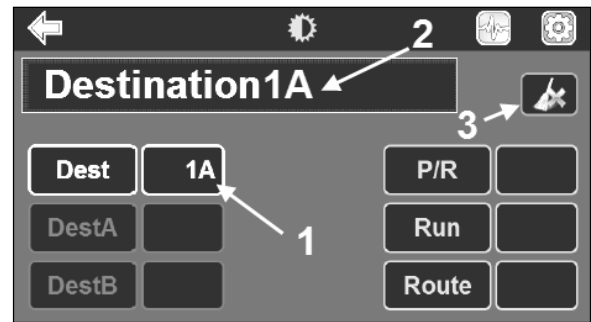 2
Destination1A
3
Dest 1A P/R
DestA 1 Run
DestB Route